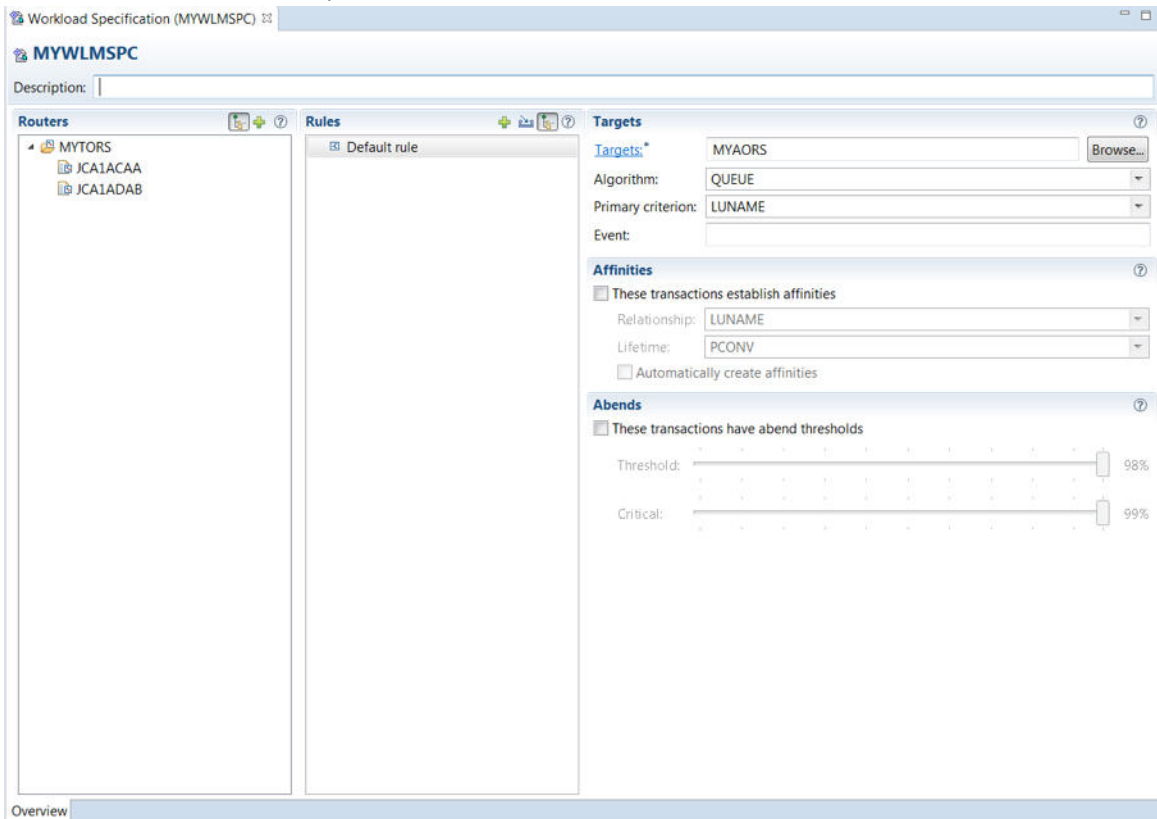 Workload Specification (MYWLMSPC)
MYWLMSPC
Description:
Routers
MYTORS
JCA1ACAA
JCA1ADAB
Rules
Default rule
Targets
Targets:* MYAORS Browse...
Algorithm: QUEUE
Primary criterion: LUNAME
Event:
Affinities
These transactions establish affinities
Relationship: LUNAME
Lifetime: PCONV
Automatically create affinities
Abends
These transactions have abend thresholds
Threshold: 98%
Critical: 99%
Overview